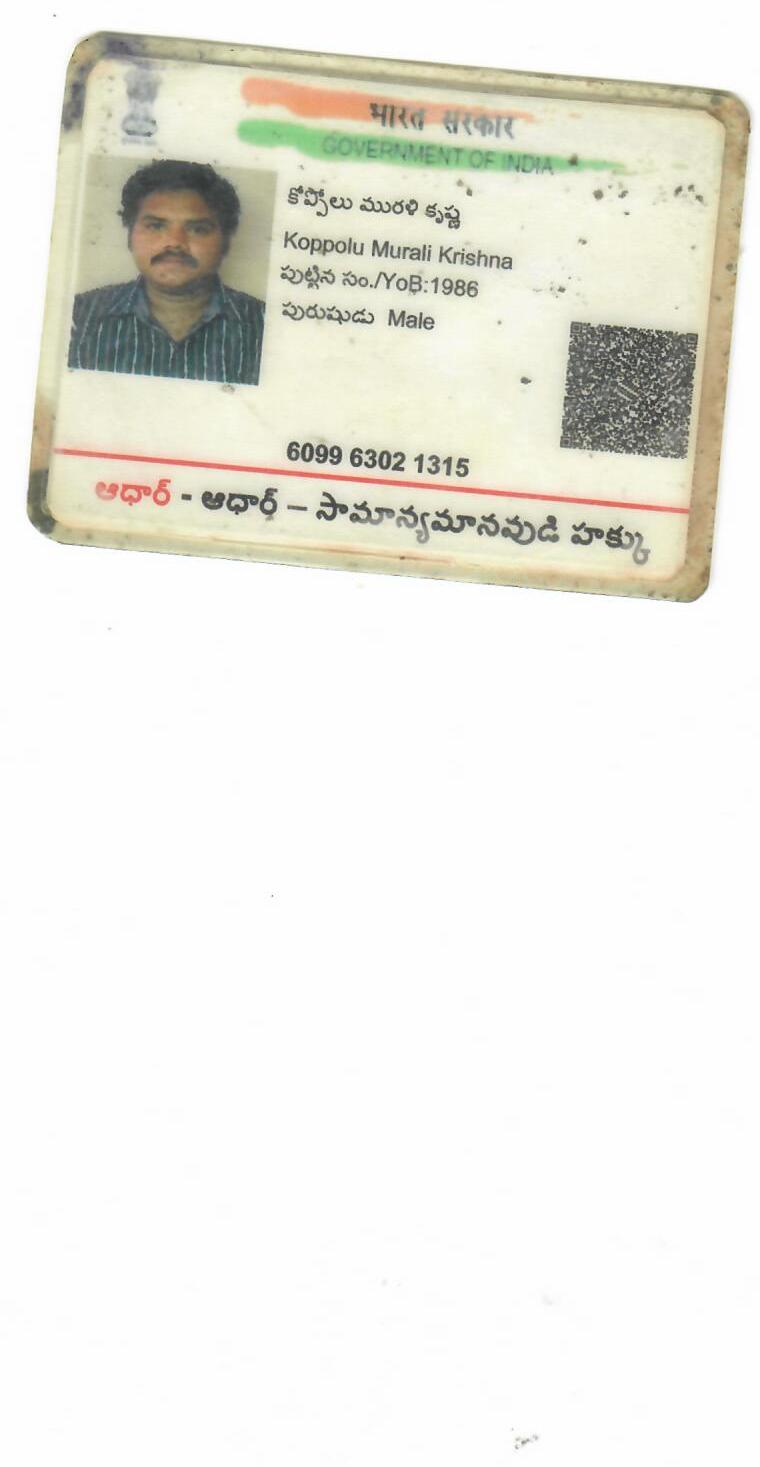 भारत सरकार
GOVERNMENT OF INDIA
కోప్పోలు మురళి కృష్ణ
Koppolu Murali Krishna
పుట్టిన సం./YoB:1986
పురుషుడు Male
6099 6302 1315
ఆధార్ - ఆధార్ – సామాన్యమానవుడి హక్కు